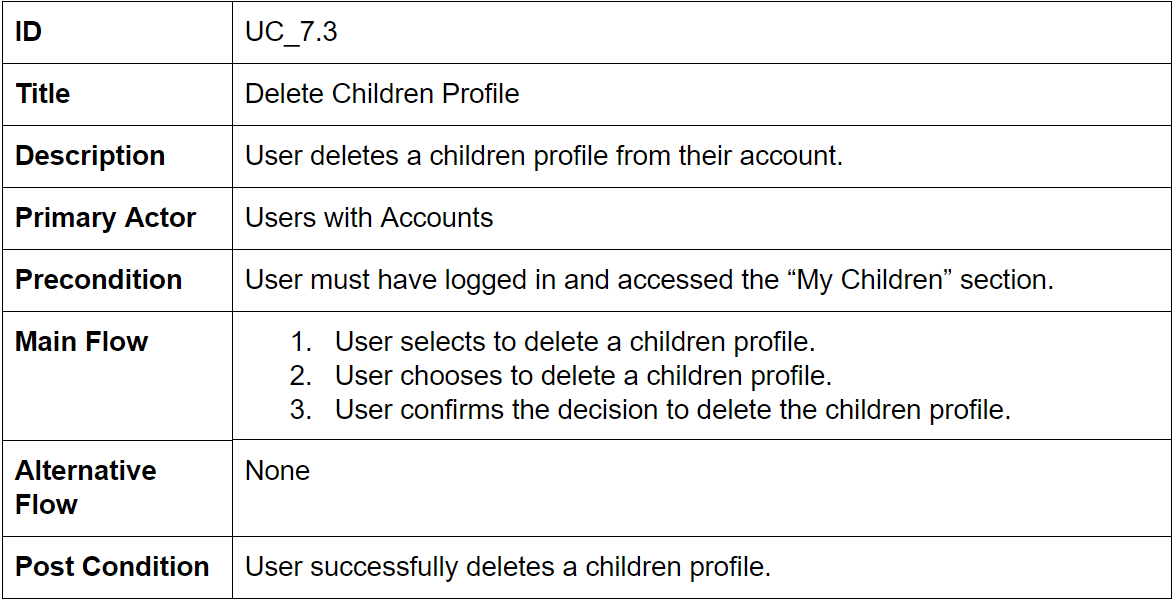 ID UC_7.3
Title Delete Children Profile
Description User deletes a children profile from their account.
Primary Actor Users with Accounts
Precondition User must have logged in and accessed the “My Children” section.
Main Flow 1. User selects to delete a children profile.
2. User chooses to delete a children profile.
3. User confirms the decision to delete the children profile.
Alternative None
Flow
Post Condition User successfully deletes a children profile.